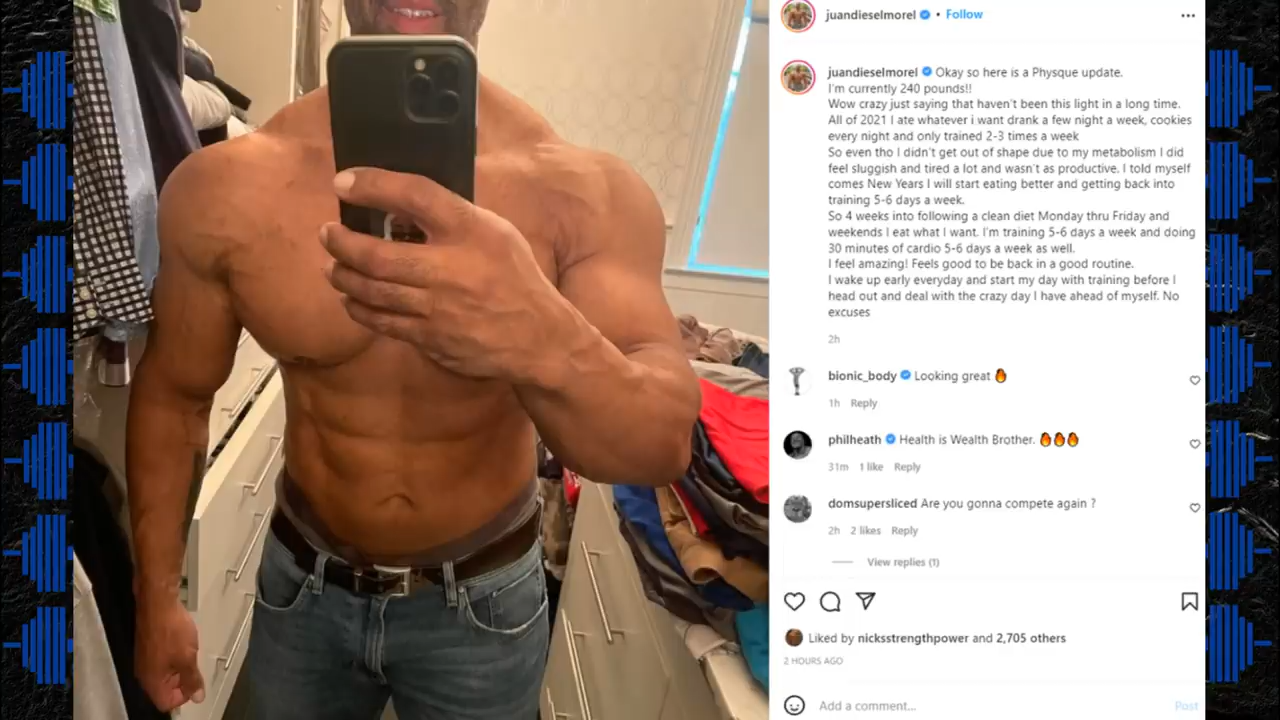 juandieselmorel • Follow
juandieselmorel Okay so here is a Physque update.
I'm currently 240 pounds!!
Wow crazy just saying that haven't been this light in a long time.
All of 2021 I ate whatever i want drank a few night a week, cookies
every night and only trained 2-3 times a week
So even tho I didn't get out of shape due to my metabolism I did
feel sluggish and tired a lot and wasn't as productive. I told myself
comes New Years I will start eating better and getting back into
training 5-6 days a week.
So 4 weeks into following a clean diet Monday thru Friday and
weekends I eat what I want. I'm training 5-6 days a week and doing
30 minutes of cardio 5-6 days a week as well.
I feel amazing! Feels good to be back in a good routine.
I wake up early everyday and start my day with training before I
head out and deal with the crazy day I have ahead of myself. No
excuses
2h
bionic_body Looking great 🔥
1h Reply
philheath Health is Wealth Brother. 🔥🔥🔥
31m 1 like Reply
domsupersliced Are you gonna compete again ?
2h 2 likes Reply
View replies (1)
Liked by nicksstrengthpower and 2,705 others
2 HOURS AGO
Add a comment...
Post